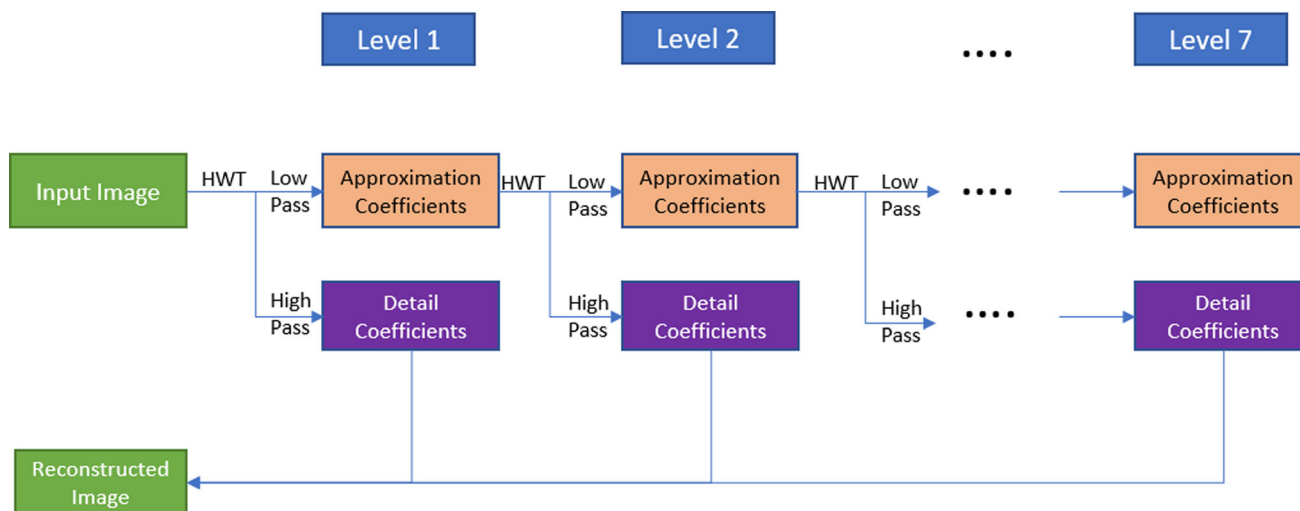 Level 1
Level 2
....
Level 7
Input Image
HWT
Low
Pass
Approximation
Coefficients
HWT
Low
Pass
Approximation
Coefficients
HWT
Low
Pass
....
Approximation
Coefficients
High
Pass
Detail
Coefficients
High
Pass
Detail
Coefficients
High
Pass
....
Detail
Coefficients
Reconstructed
Image